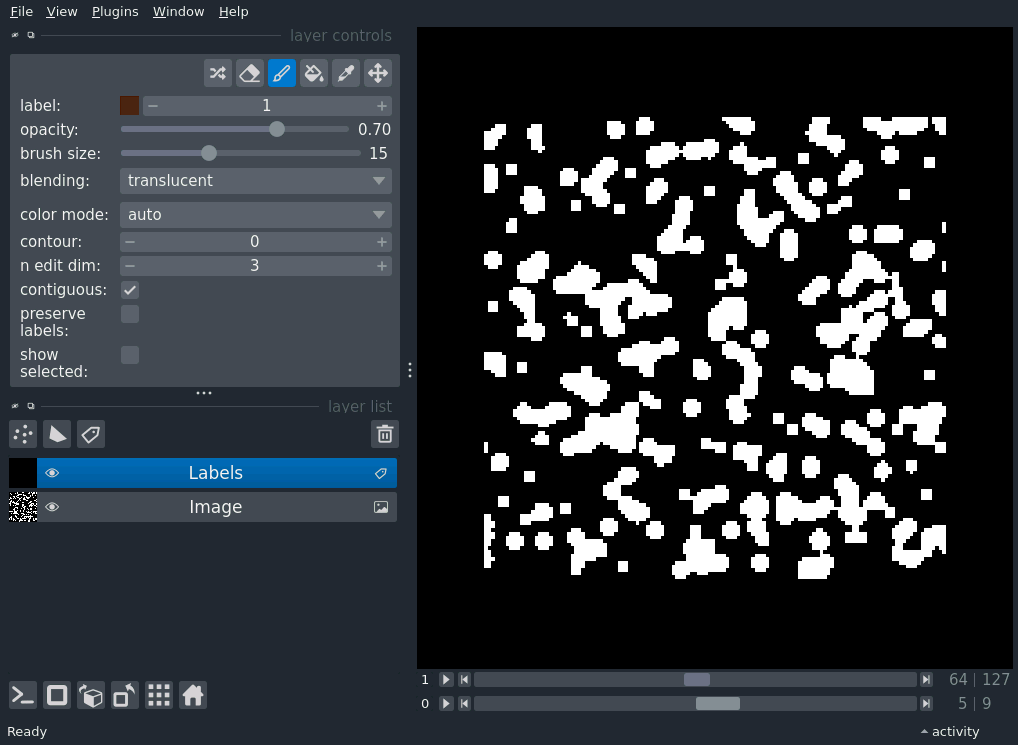 File View Plugins Window Help
layer controls
label: 1
opacity: 0.70
brush size: 15
blending: translucent
color mode: auto
contour: 0
n edit dim: 3
contiguous:
preserve
labels:
show
selected:
layer list
Labels
Image
1 64 | 127
0 5 | 9
Ready activity